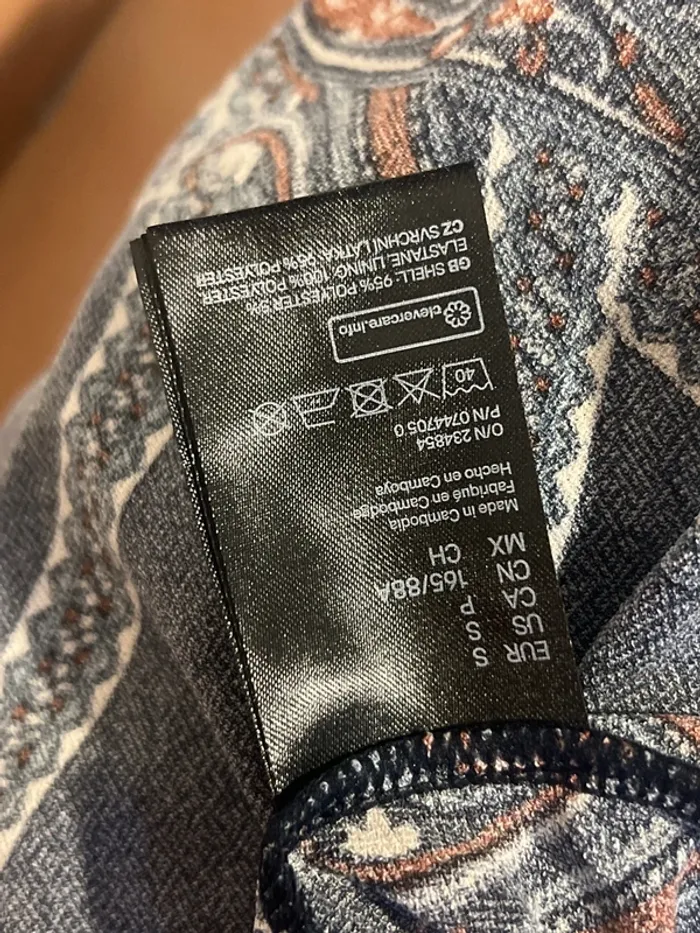 EUR S
US S
CA P
CN 165/88A
MX CH
Made in Cambodia
Fabriqué en Cambodge
Hecho en Camboya
O/N 234854
P/N 0744705 0
40
clevercare.info
GB SHELL: 95% POLYESTER 5%
ELASTANE, LINING: 100% POLYESTER
CZ SVRCHNÍ LÁTKA: 95% POLYESTER